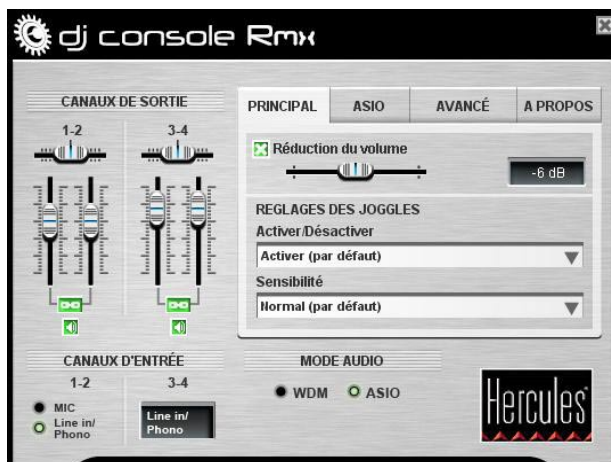 dj console Rmx
CANAUX DE SORTIE
1-2 3-4
PRINCIPAL ASIO AVANCÉ A PROPOS
Réduction du volume
-6 dB
REGLAGES DES JOGGLES
Activer/Désactiver
Activer (par défaut)
Sensibilité
Normal (par défaut)
CANAUX D'ENTRÉE
1-2 3-4
MIC
Line in/
Phono
Line in/
Phono
MODE AUDIO
WDM ASIO
Hercules